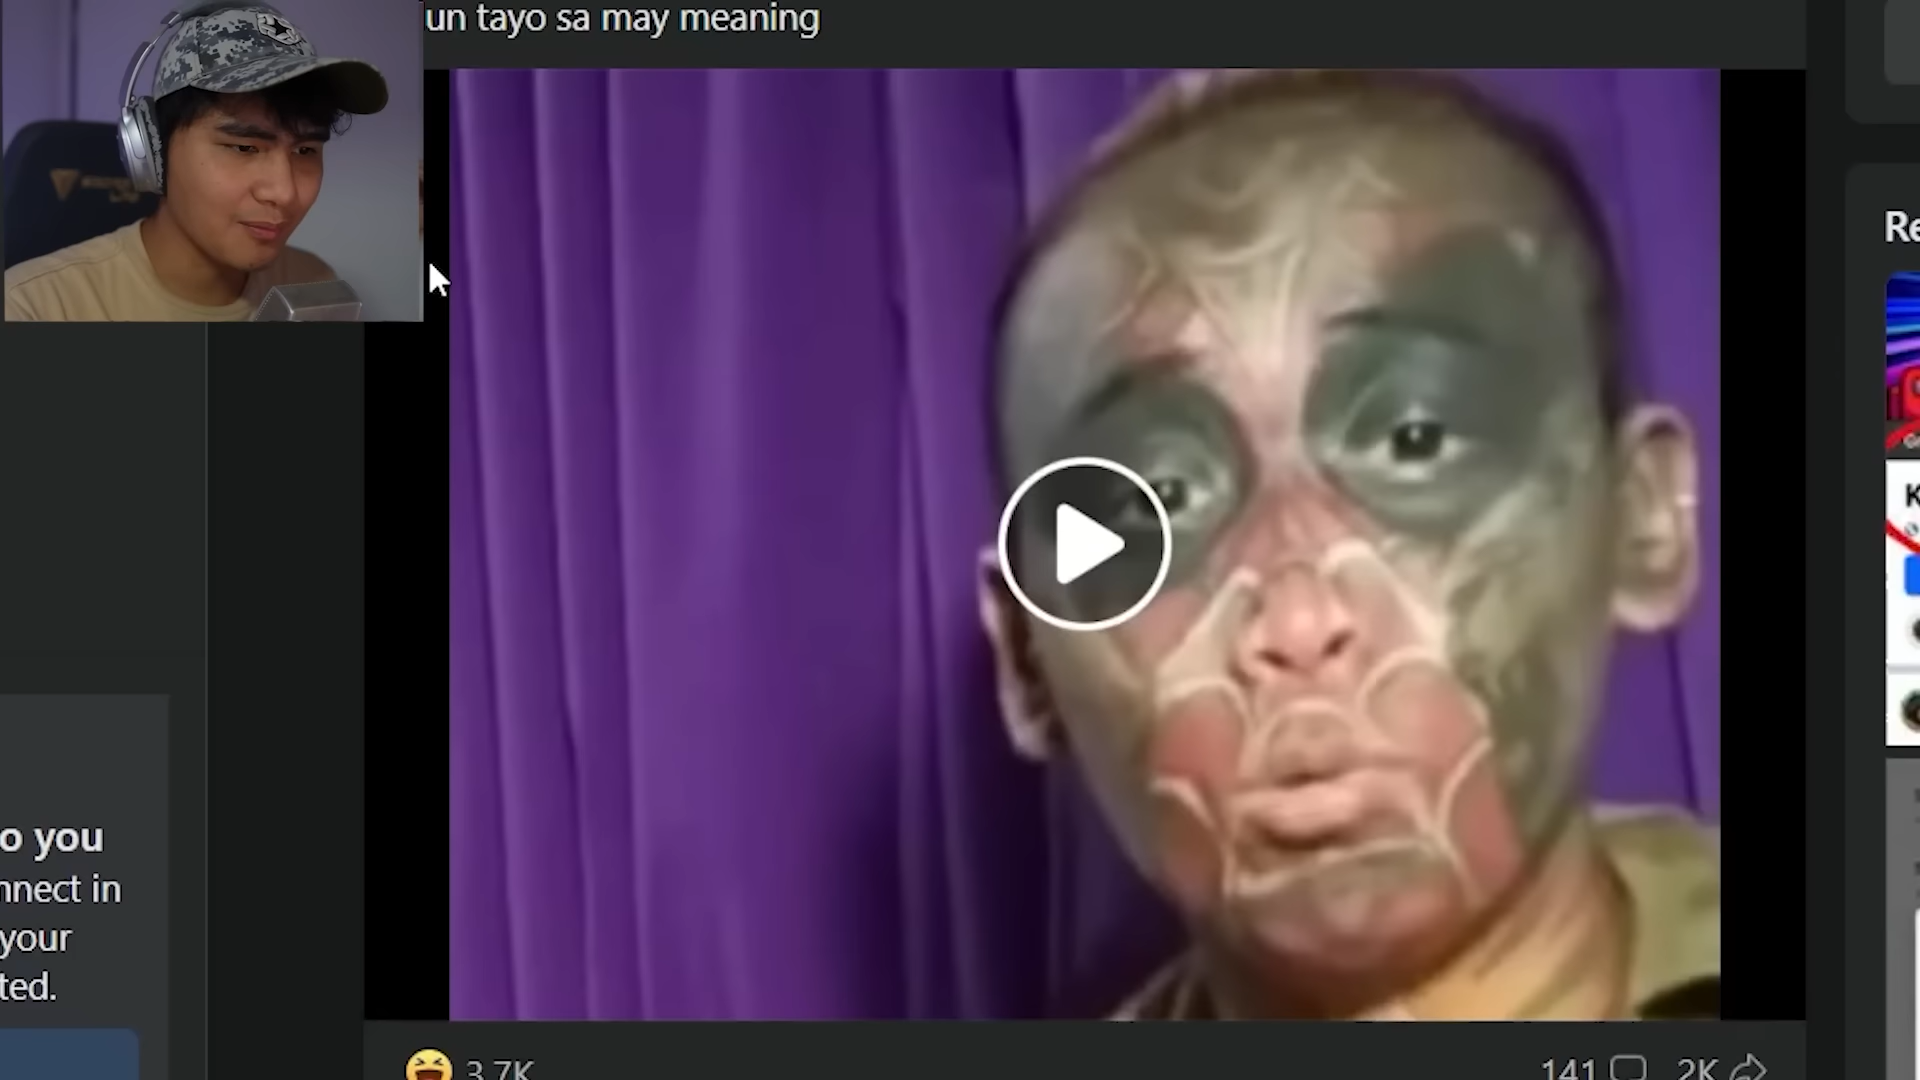 un tayo sa may meaning
Re
K
o you
nnect in
your
ted.
3.7K
141
2K